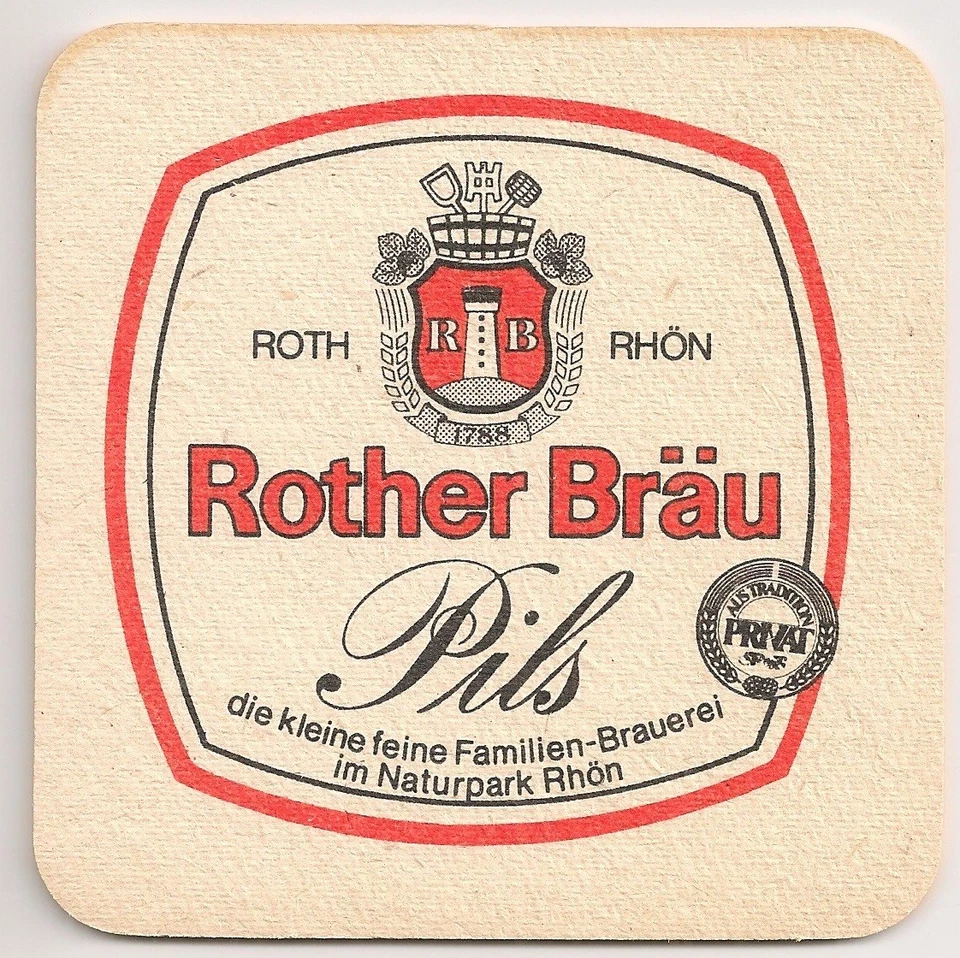 ROTH
R B
RHÖN
1788
Rother Bräu
Pils
AUS TRADITION
PRIVAT
die kleine feine Familien-Brauerei
im Naturpark Rhön